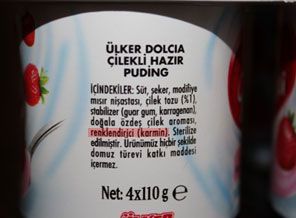 ÜLKER DOLCIA
ÇİLEKLİ HAZIR
PUDİNG
İÇİNDEKİLER: Süt, şeker, modifiye
mısır nişastası, çilek tozu (%1),
stabilizer (guar gum, karragenan),
doğala özdeş çilek aroması,
renklendirici (karmin). Sterilize
edilmiştir. Ürünümüz hiçbir şekilde
domuz türevi katkı maddesi
içermez.
Net: 4x110 g e